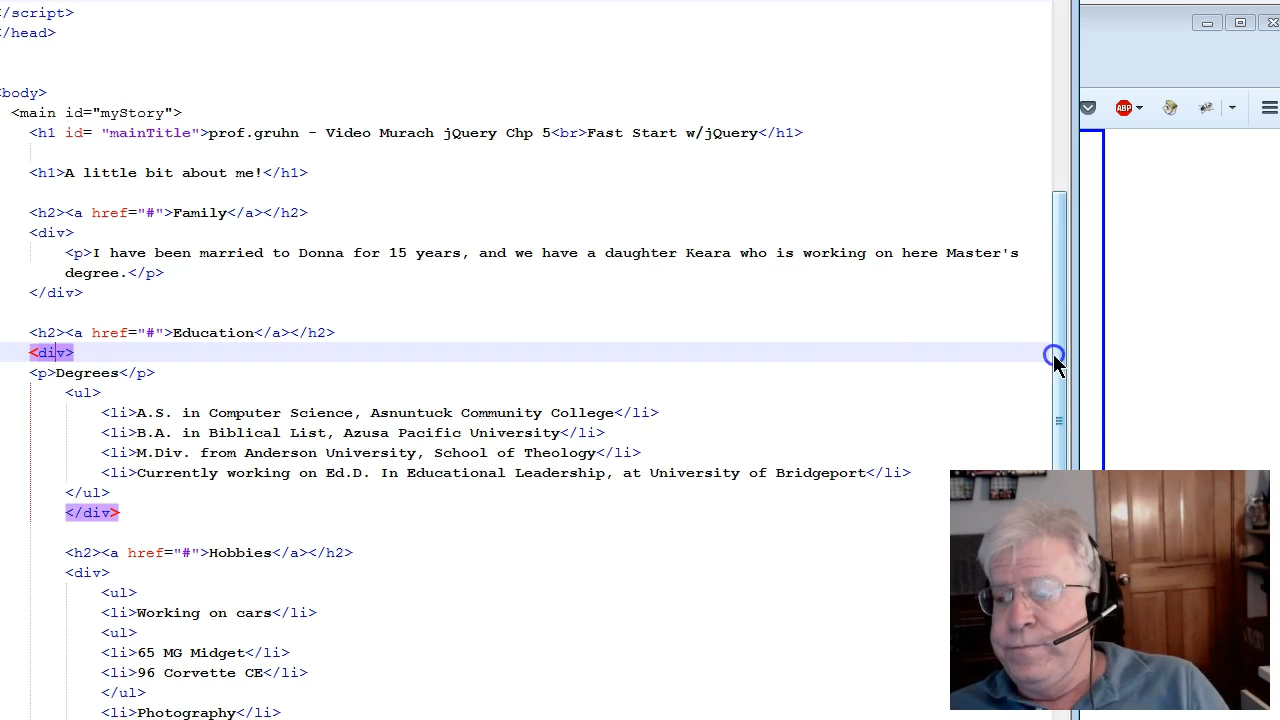 </script>
</head>
<body>
<main id="myStory">
<h1 id= "mainTitle">prof.gruhn - Video Murach jQuery Chp 5<br>Fast Start w/jQuery</h1>
<h1>A little bit about me!</h1>
<h2><a href="#">Family</a></h2>
<div>
<p>I have been married to Donna for 15 years, and we have a daughter Keara who is working on here Master's
degree.</p>
</div>
<h2><a href="#">Education</a></h2>
<div>
<p>Degrees</p>
<ul>
<li>A.S. in Computer Science, Asnuntuck Community College</li>
<li>B.A. in Biblical List, Azusa Pacific University</li>
<li>M.Div. from Anderson University, School of Theology</li>
<li>Currently working on Ed.D. In Educational Leadership, at University of Bridgeport</li>
</ul>
</div>
<h2><a href="#">Hobbies</a></h2>
<div>
<ul>
<li>Working on cars</li>
<ul>
<li>65 MG Midget</li>
<li>96 Corvette CE</li>
</ul>
<li>Photography</li>
ABP